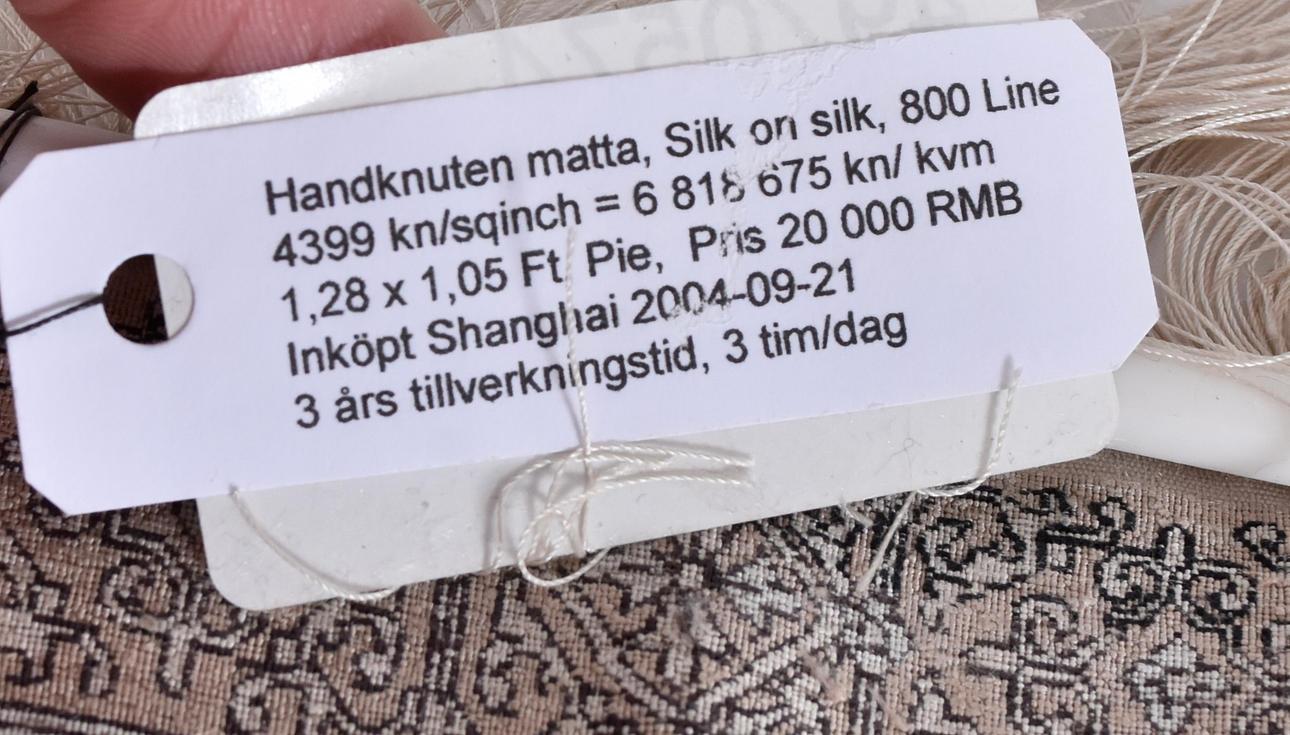 Handknuten matta, Silk on silk, 800 Line
4399 kn/sqinch = 6 818 675 kn/ kvm
1,28 x 1,05 Ft Pie, Pris 20 000 RMB
Inköpt Shanghai 2004-09-21
3 års tillverkningstid, 3 tim/dag